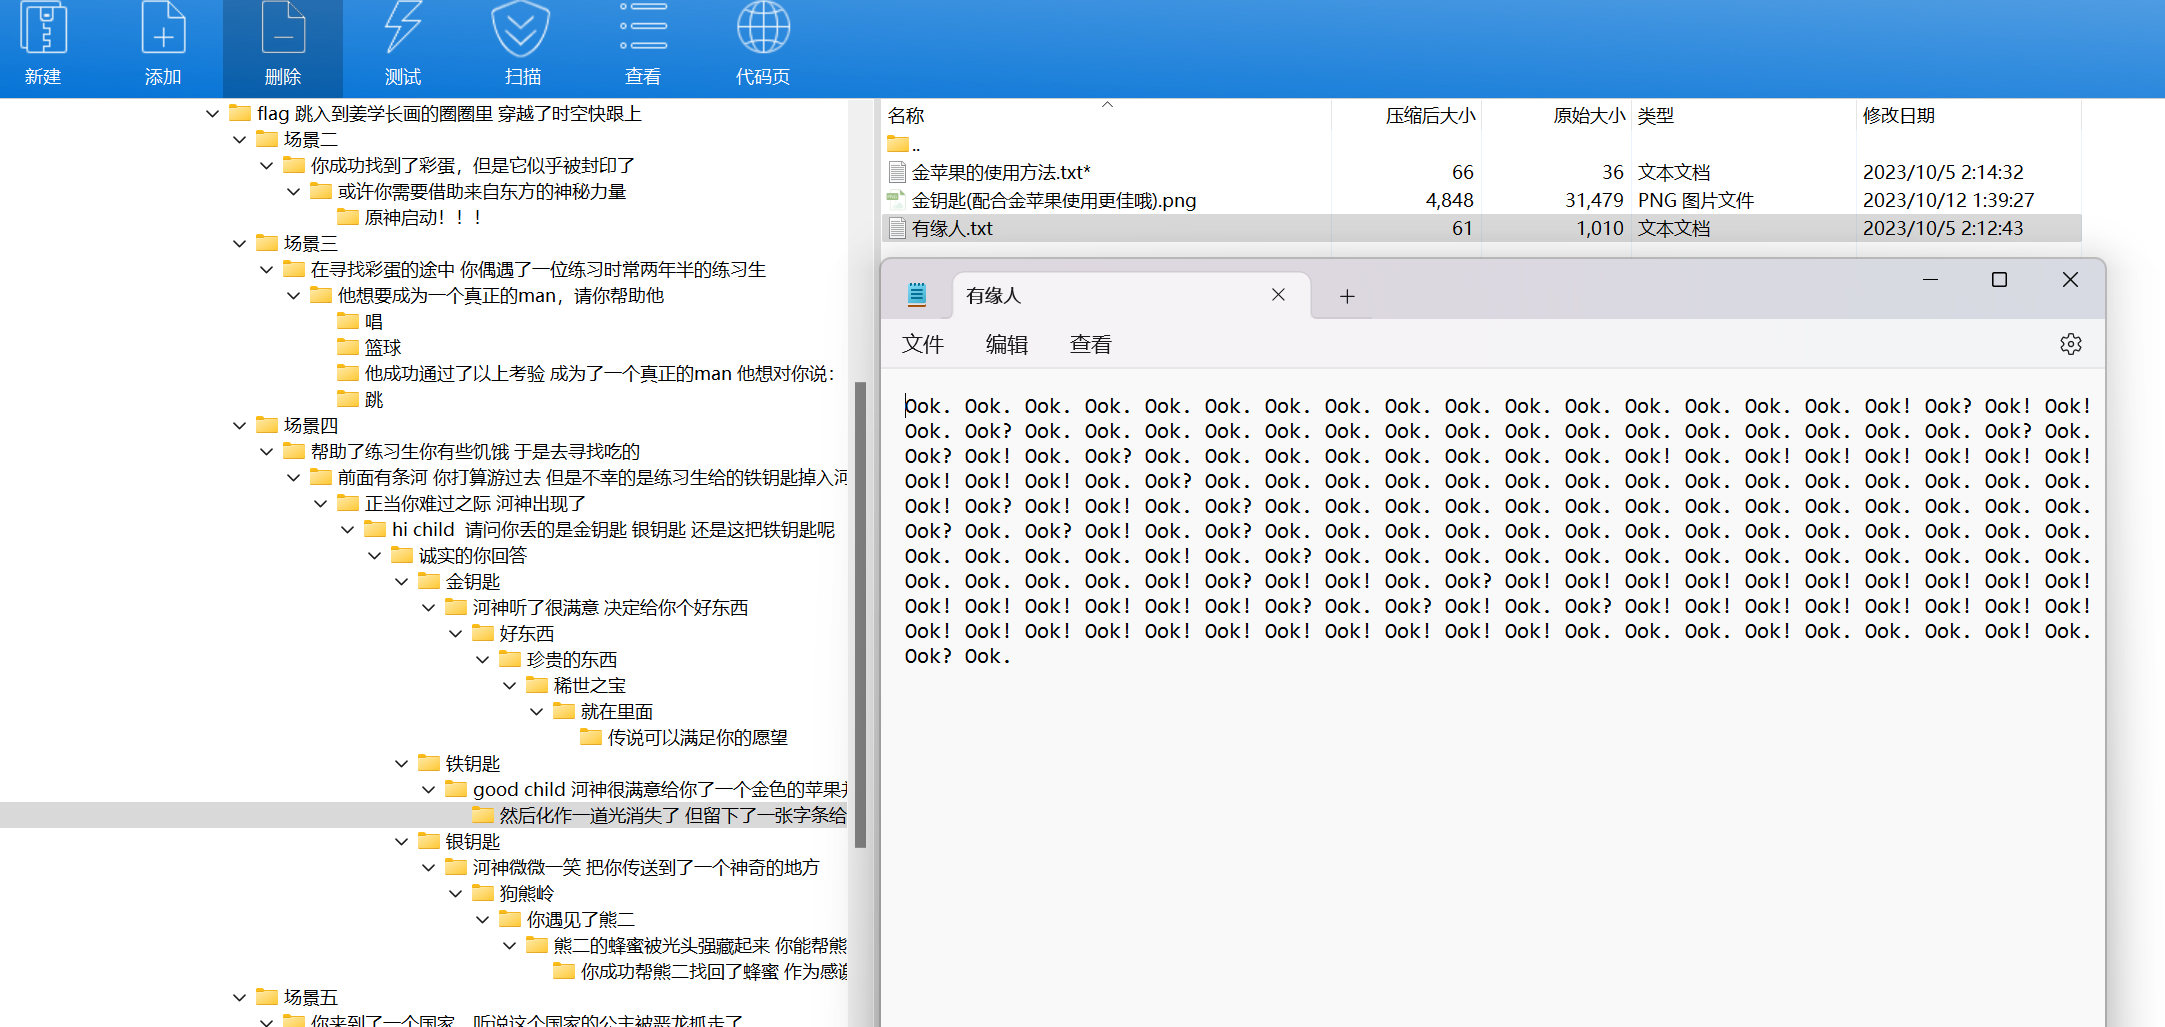 新建 添加 删除 测试 扫描 查看 代码页
flag 跳入到姜学长画的圈圈里 穿越了时空快跟上
场景二
你成功找到了彩蛋，但是它似乎被封印了
或许你需要借助来自东方的神秘力量
原神启动！！！
场景三
在寻找彩蛋的途中 你偶遇了一位练习时常两年半的练习生
他想要成为一个真正的man，请你帮助他
唱
篮球
他成功通过了以上考验 成为了一个真正的man 他想对你说：
跳
场景四
帮助了练习生你有些饥饿 于是去寻找吃的
前面有条河 你打算游过去 但是不幸的是练习生给的铁钥匙掉入河
正当你难过之际 河神出现了
hi child  请问你丢的是金钥匙 银钥匙 还是这把铁钥匙呢
诚实的你回答
金钥匙
河神听了很满意 决定给你个好东西
好东西
珍贵的东西
稀世之宝
就在里面
传说可以满足你的愿望
铁钥匙
good child 河神很满意给你了一个金色的苹果
然后化作一道光消失了 但留下了一张字条给
银钥匙
河神微微一笑 把你传送到了一个神奇的地方
狗熊岭
你遇见了熊二
熊二的蜂蜜被光头强藏起来 你能帮熊
你成功帮熊二找回了蜂蜜 作为感谢
场景五
你来到了一个国家，听说这个国家的公主被恶龙抓走了
名称 压缩后大小 原始大小 类型 修改日期
..
金苹果的使用方法.txt* 66 36 文本文档 2023/10/5 2:14:32
金钥匙(配合金苹果使用更佳哦).png 4,848 31,479 PNG 图片文件 2023/10/12 1:39:27
有缘人.txt 61 1,010 文本文档 2023/10/5 2:12:43
有缘人
文件 编辑 查看
Ook. Ook. Ook. Ook. Ook. Ook. Ook. Ook. Ook. Ook. Ook. Ook. Ook. Ook. Ook. Ook. Ook! Ook? Ook! Ook!
Ook. Ook? Ook. Ook. Ook. Ook. Ook. Ook. Ook. Ook. Ook. Ook. Ook. Ook. Ook. Ook. Ook. Ook. Ook? Ook.
Ook? Ook! Ook. Ook? Ook. Ook. Ook. Ook. Ook. Ook. Ook. Ook. Ook! Ook. Ook! Ook! Ook! Ook! Ook! Ook!
Ook! Ook! Ook! Ook. Ook? Ook. Ook. Ook. Ook. Ook. Ook. Ook. Ook. Ook. Ook. Ook. Ook. Ook. Ook. Ook.
Ook! Ook? Ook! Ook! Ook. Ook? Ook. Ook. Ook. Ook. Ook. Ook. Ook. Ook. Ook. Ook. Ook. Ook. Ook. Ook.
Ook? Ook. Ook? Ook! Ook. Ook? Ook. Ook. Ook. Ook. Ook. Ook. Ook. Ook. Ook. Ook. Ook. Ook. Ook. Ook.
Ook. Ook. Ook. Ook. Ook! Ook. Ook? Ook. Ook. Ook. Ook. Ook. Ook. Ook. Ook. Ook. Ook. Ook. Ook. Ook.
Ook. Ook. Ook. Ook. Ook! Ook? Ook! Ook! Ook. Ook? Ook! Ook! Ook! Ook! Ook! Ook! Ook! Ook! Ook! Ook!
Ook! Ook! Ook! Ook! Ook! Ook! Ook? Ook. Ook? Ook! Ook. Ook? Ook! Ook! Ook! Ook! Ook! Ook! Ook! Ook!
Ook! Ook! Ook! Ook! Ook! Ook! Ook! Ook! Ook! Ook! Ook! Ook. Ook. Ook. Ook! Ook. Ook. Ook. Ook! Ook.
Ook? Ook.